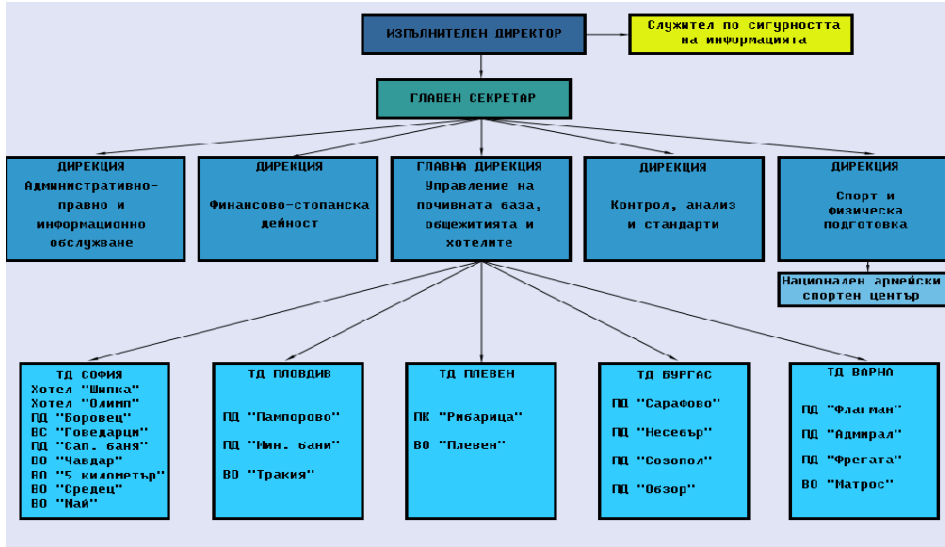 ИЗПЪЛНИТЕЛЕН ДИРЕКТОР
Служител по сигурността
на информацията
ГЛАВЕН СЕКРЕТАР
ДИРЕКЦИЯ
Административно-
правно и
информационно
обслужване
ДИРЕКЦИЯ
Финансово-стопанска
дейност
ГЛАВНА ДИРЕКЦИЯ
Управление на
почивната база,
общежитията и
хотелите
ДИРЕКЦИЯ
Контрол, анализ
и стандарти
ДИРЕКЦИЯ
Спорт и
физическа
подготовка
Национален армейски
спортен център
ТД СОФИЯ
Хотел "Шипка"
Хотел "Олимп"
ПД "Боровец"
ВС "Говедарци"
ПД "Сап. баня"
ОО "Чавдар"
ВО "5 километър"
ВО "Средец"
ВО "Най"
ТД ПЛОВДИВ
ПД "Пампорово"
ПД "Мин. бани"
ВО "Тракия"
ТД ПЛЕВЕН
ПК "Рибарица"
ВО "Плевен"
ТД БУРГАС
ПД "Сарафово"
ПД "Несебър"
ПД "Созопол"
ПД "Обзор"
ТД ВАРНА
ПД "Флагман"
ПД "Адмирал"
ПД "Фрегата"
ВО "Матрос"